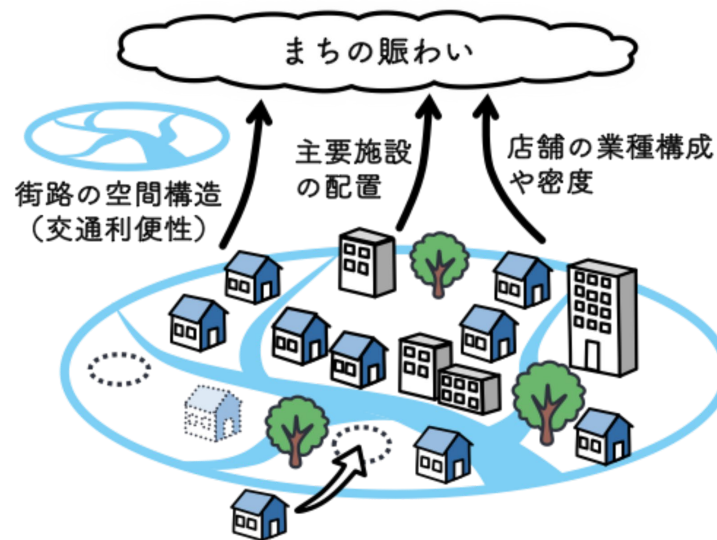 まちの賑わい
街路の空間構造
（交通利便性）
主要施設
の配置
店舗の業種構成
や密度